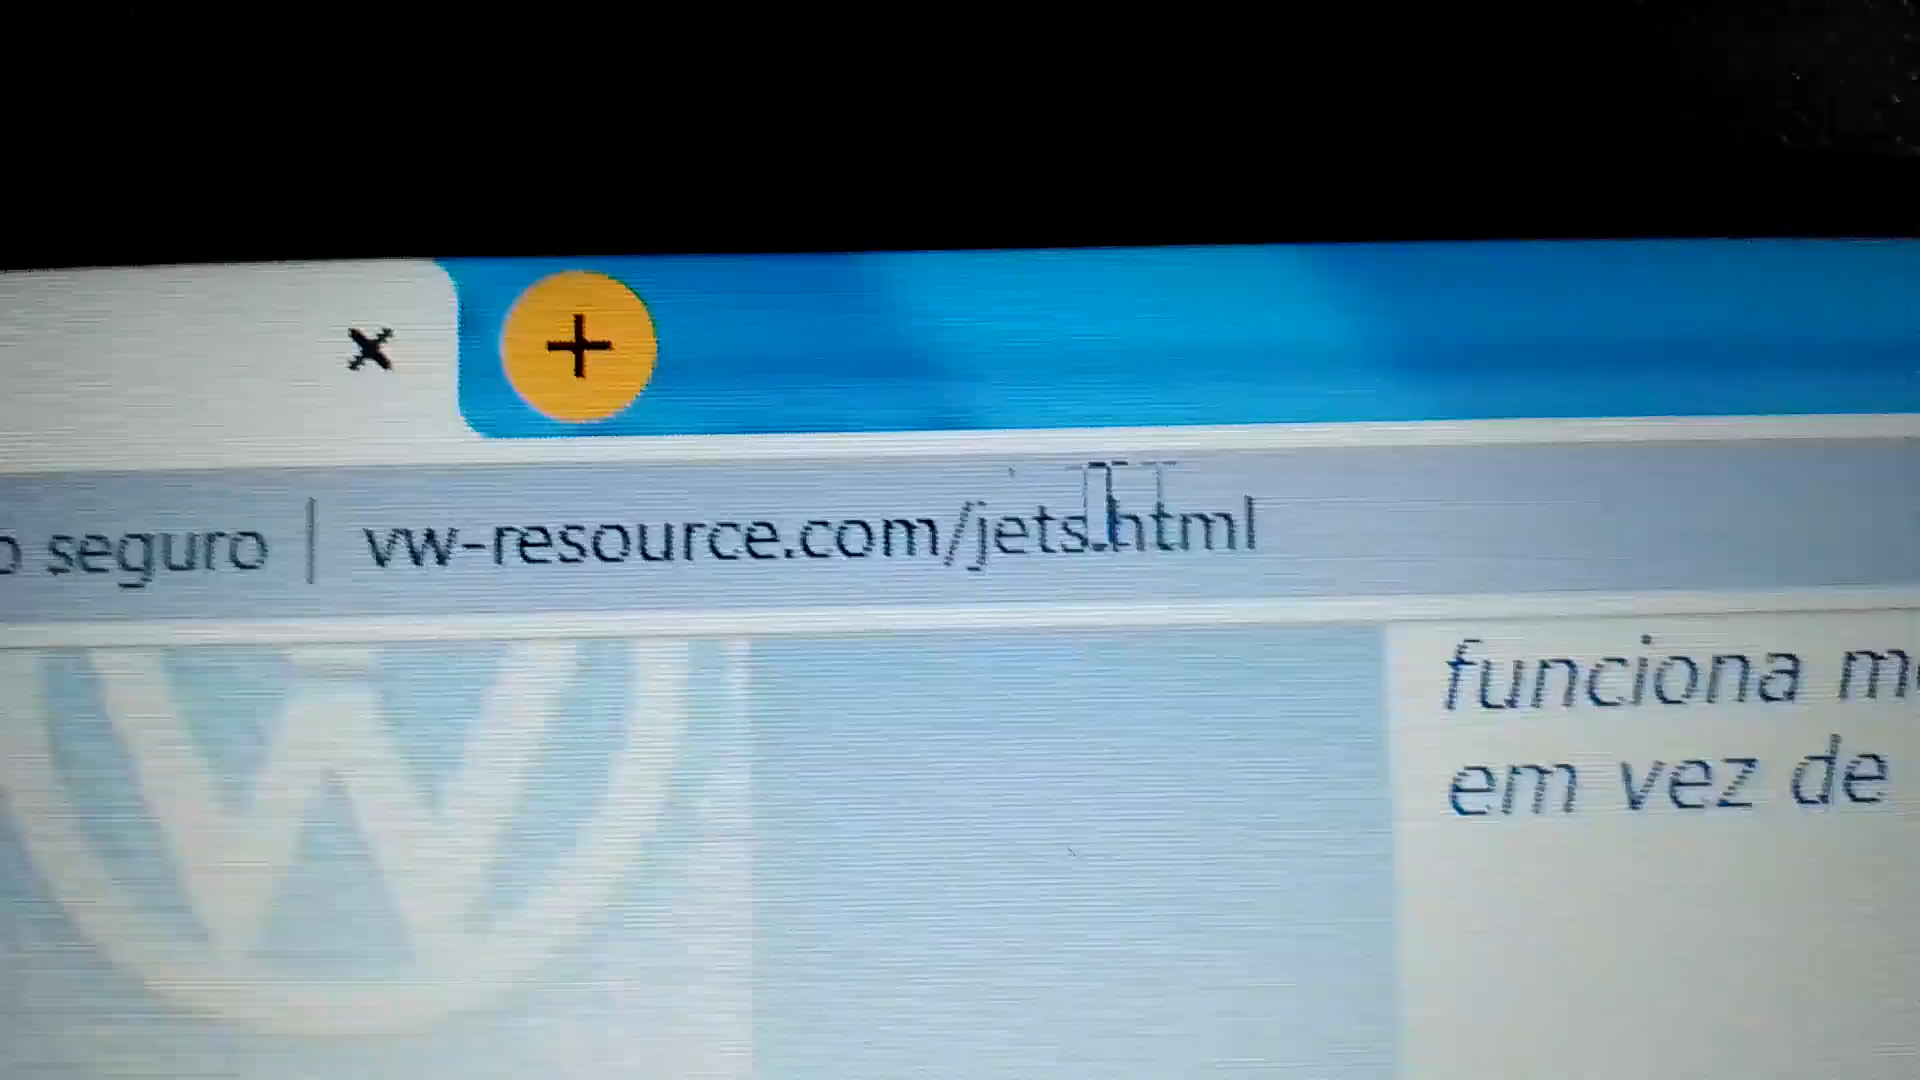 seguro | vw-resource.com/jets.html
funciona
em vez de